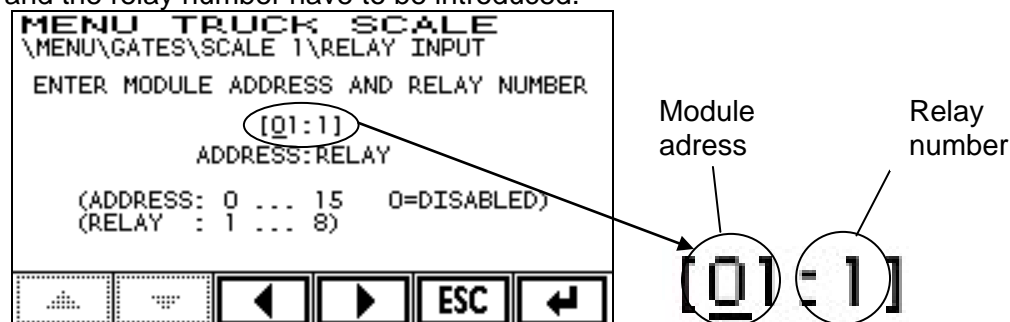 and the relay number have to be introduced.
MENU TRUCK SCALE
\MENU\GATES\SCALE 1\RELAY INPUT
ENTER MODULE ADDRESS AND RELAY NUMBER
[01:1]
ADDRESS:RELAY
(ADDRESS: 0 ... 15 0=DISABLED)
(RELAY : 1 ... 8)
ESC
Module
adress
Relay
number
[01:1]